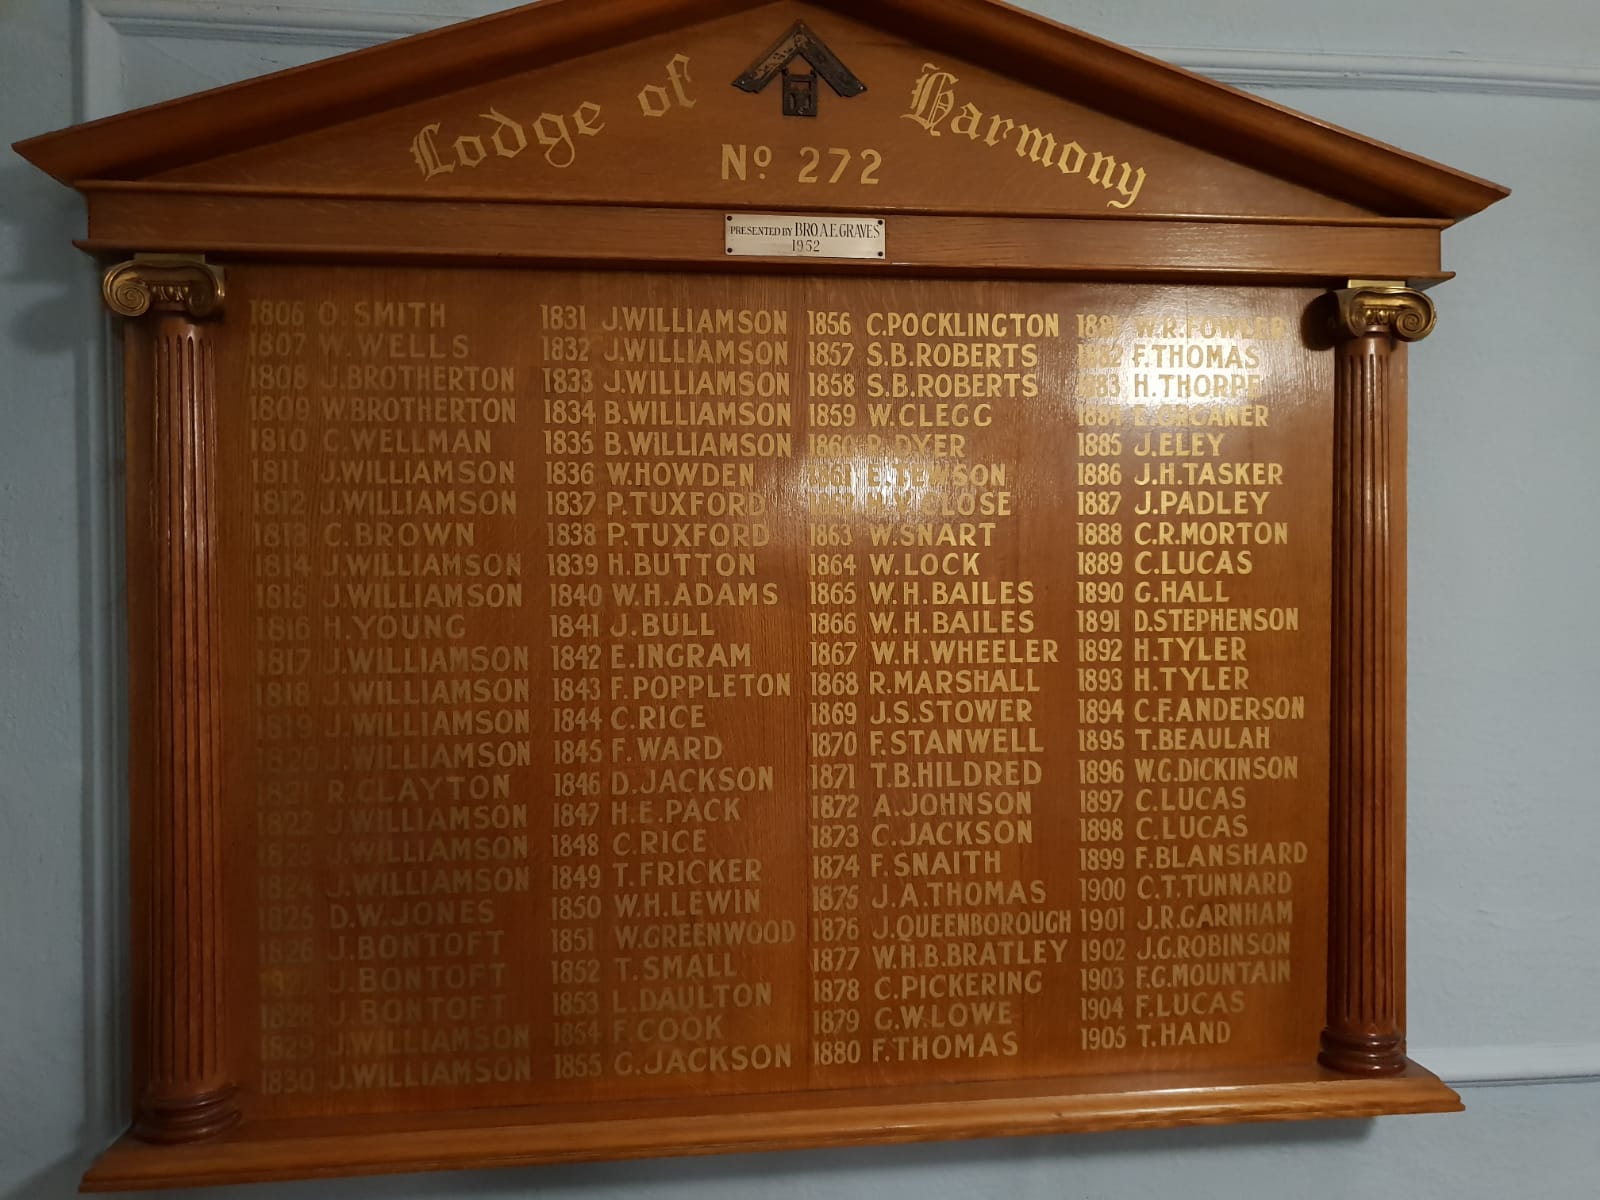 Lodge of Harmony
Nº 272
PRESENTED BY BRO A.E.GRAVES
1952
1806 O. SMITH
1807 W. WELLS
1808 J. BROTHERTON
1809 W. BROTHERTON
1810 C. WELLMAN
1811 J. WILLIAMSON
1812 J. WILLIAMSON
1813 C. BROWN
1814 J. WILLIAMSON
1815 J. WILLIAMSON
1816 H. YOUNG
1817 J. WILLIAMSON
1818 J. WILLIAMSON
1819 J. WILLIAMSON
1820 J. WILLIAMSON
1821 R. CLAYTON
1822 J. WILLIAMSON
1823 J. WILLIAMSON
1824 J. WILLIAMSON
1825 D.W. JONES
1826 J. BONTOFT
1827 J. BONTOFT
1828 J. BONTOFT
1829 J. WILLIAMSON
1830 J. WILLIAMSON
1831 J. WILLIAMSON
1832 J. WILLIAMSON
1833 J. WILLIAMSON
1834 B. WILLIAMSON
1835 B. WILLIAMSON
1836 W. HOWDEN
1837 P. TUXFORD
1838 P. TUXFORD
1839 H. BUTTON
1840 W.H. ADAMS
1841 J. BULL
1842 E. INGRAM
1843 F. POPPLETON
1844 C. RICE
1845 F. WARD
1846 D. JACKSON
1847 H.E. PACK
1848 C. RICE
1849 T. FRICKER
1850 W.H. LEWIN
1851 W. GREENWOOD
1852 T. SMALL
1853 L. DAULTON
1854 F. COOK
1855 G. JACKSON
1856 C. POCKLINGTON
1857 S.B. ROBERTS
1858 S.B. ROBERTS
1859 W. CLEGG
1860 DYER
1861
CLOSE
1863 W. SNART
1864 W. LOCK
1865 W.H. BAILES
1866 W.H. BAILES
1867 W.H. WHEELER
1868 R. MARSHALL
1869 J.S. STOWER
1870 F. STANWELL
1871 T.B. HILDRED
1872 A. JOHNSON
1873 C. JACKSON
1874 F. SNAITH
1875 J.A. THOMAS
1876 J. QUEENBOROUGH
1877 W.H.B. BRATLEY
1878 C. PICKERING
1879 G.W. LOWE
1880 F. THOMAS
1881 W.R. FOWLER
1882 F. THOMAS
1883 H. THORPE
1884
1885 J. ELEY
1886 J.H. TASKER
1887 J. PADLEY
1888 C.R. MORTON
1889 C. LUCAS
1890 G. HALL
1891 D. STEPHENSON
1892 H. TYLER
1893 H. TYLER
1894 C.F. ANDERSON
1895 T. BEAULAH
1896 W.G. DICKINSON
1897 C. LUCAS
1898 C. LUCAS
1899 F. BLANSHARD
1900 C.T. TUNNARD
1901 J.R. GARNHAM
1902 J.G. ROBINSON
1903 F.G. MOUNTAIN
1904 F. LUCAS
1905 T. HAND